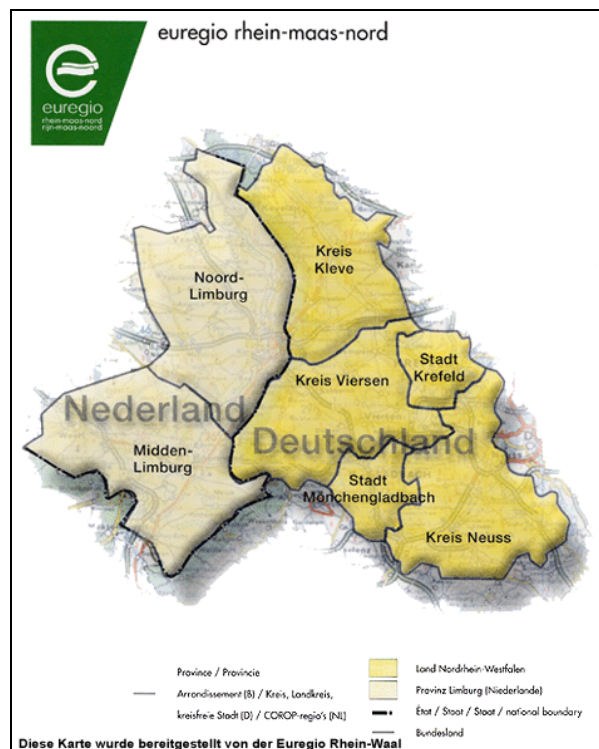 euregio rhein-maas-nord
euregio
rhein-maas-nord
rijn-maas-noord
Kreis
Kleve
Noord-
Limburg
Stadt
Krefeld
Kreis Viersen
Nederland
Deutschland
Midden-
Limburg
Stadt
Mönchengladbach
Kreis Neuss
Province / Provincie
Arrondissement (B) / Kreis, Landkreis,
kreisfreie Stadt (D) / COROP-regio's (NL)
Land Nordrhein-Westfalen
Provinz Limburg (Niederlande)
État / Staat / Staat / national boundary
Bundesland
Diese Karte wurde bereitgestellt von der Euregio Rhein-Waal